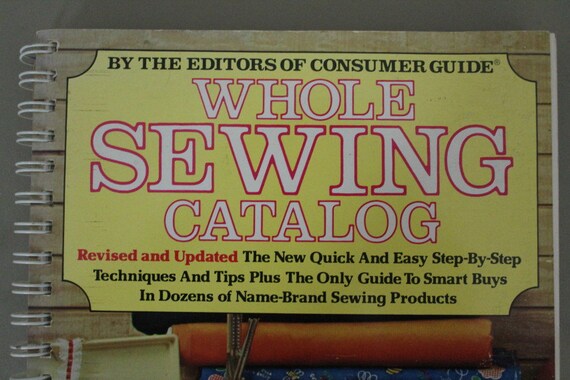 BY THE EDITORS OF CONSUMER GUIDE®
WHOLE
SEWING
CATALOG
Revised and Updated The New Quick And Easy Step-By-Step
Techniques And Tips Plus The Only Guide To Smart Buys
In Dozens of Name-Brand Sewing Products